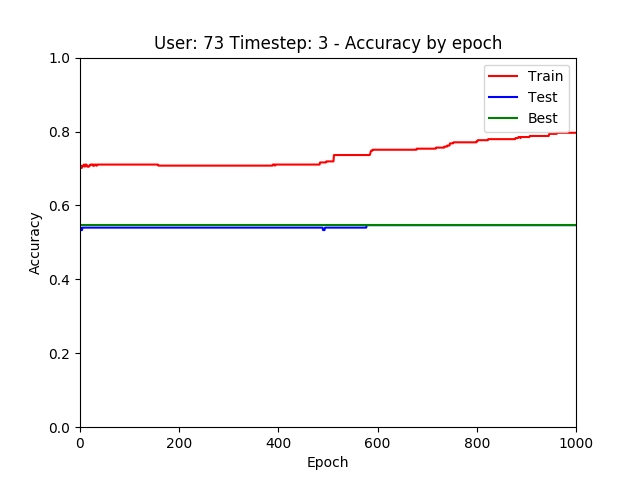 User: 73 Timestep: 3 - Accuracy by epoch
1.0
0.8
0.6
0.4
0.2
0.0
Accuracy
Train
Test
Best
0 200 400 600 800 1000
Epoch